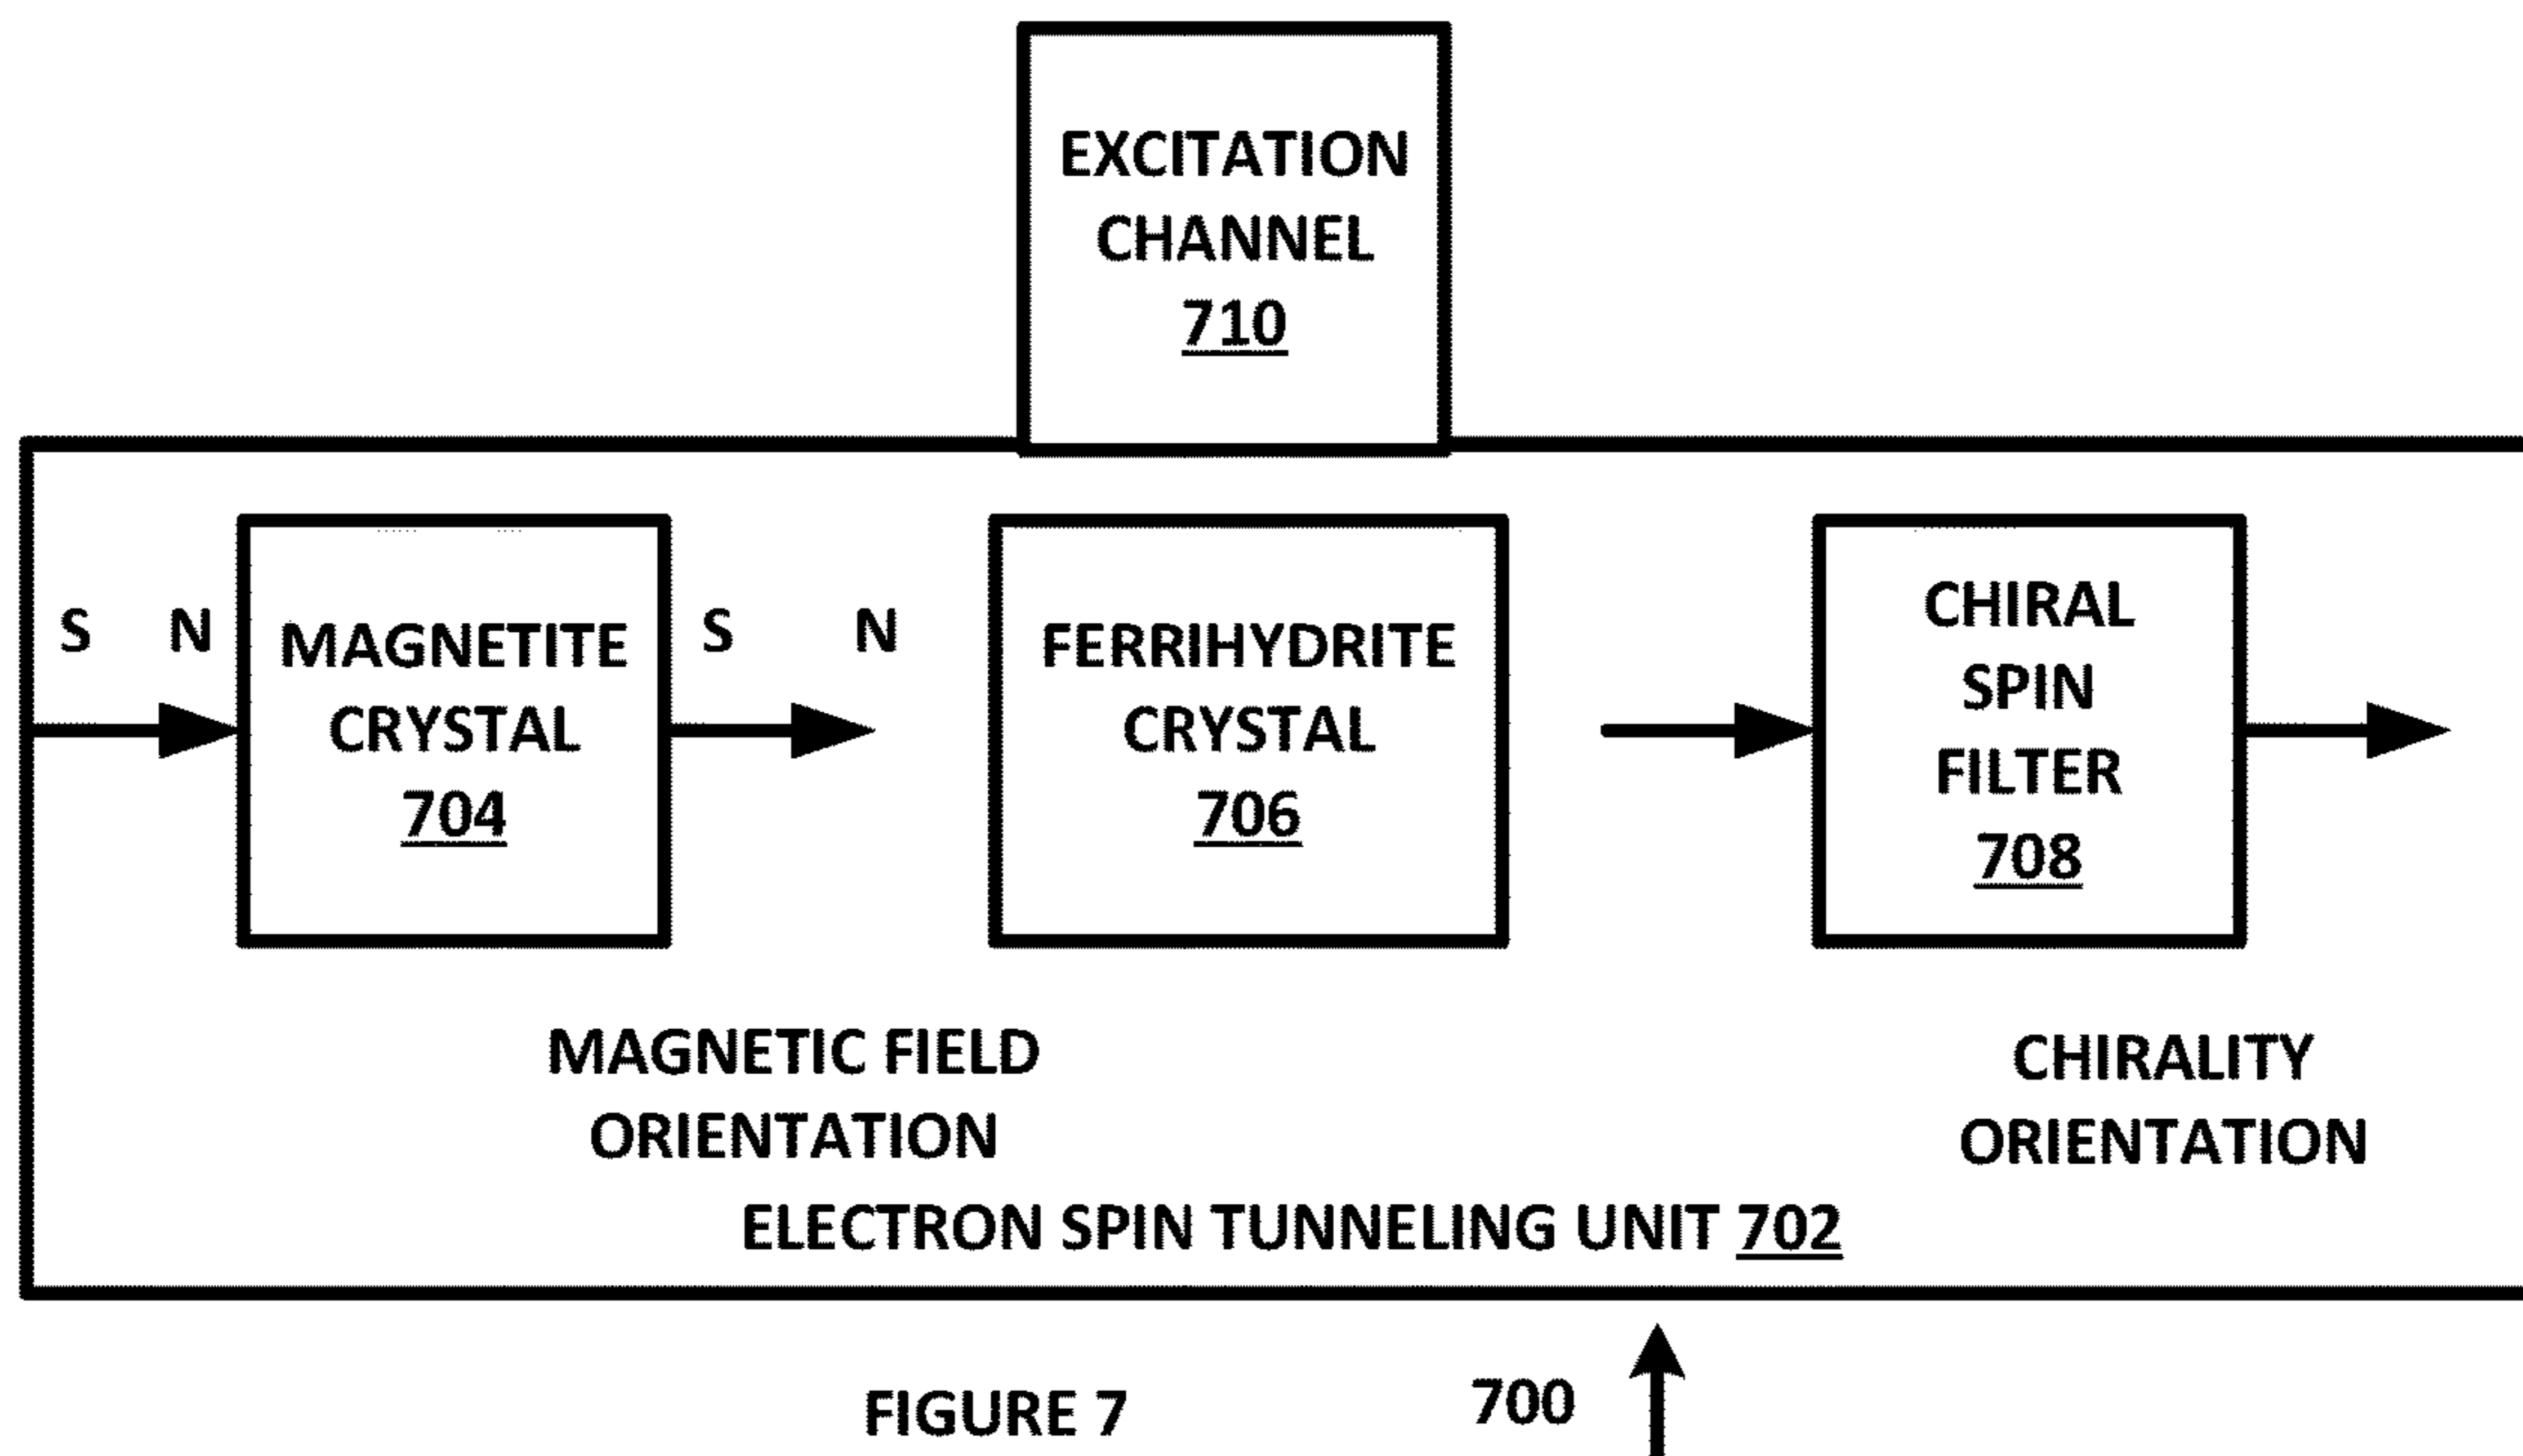 EXCITATION
CHANNEL
710
S N
MAGNETITE
CRYSTAL
704
S N
FERRIHYDRITE
CRYSTAL
706
CHIRAL
SPIN
FILTER
708
MAGNETIC FIELD
ORIENTATION
CHIRALITY
ORIENTATION
ELECTRON SPIN TUNNELING UNIT 702
FIGURE 7
700